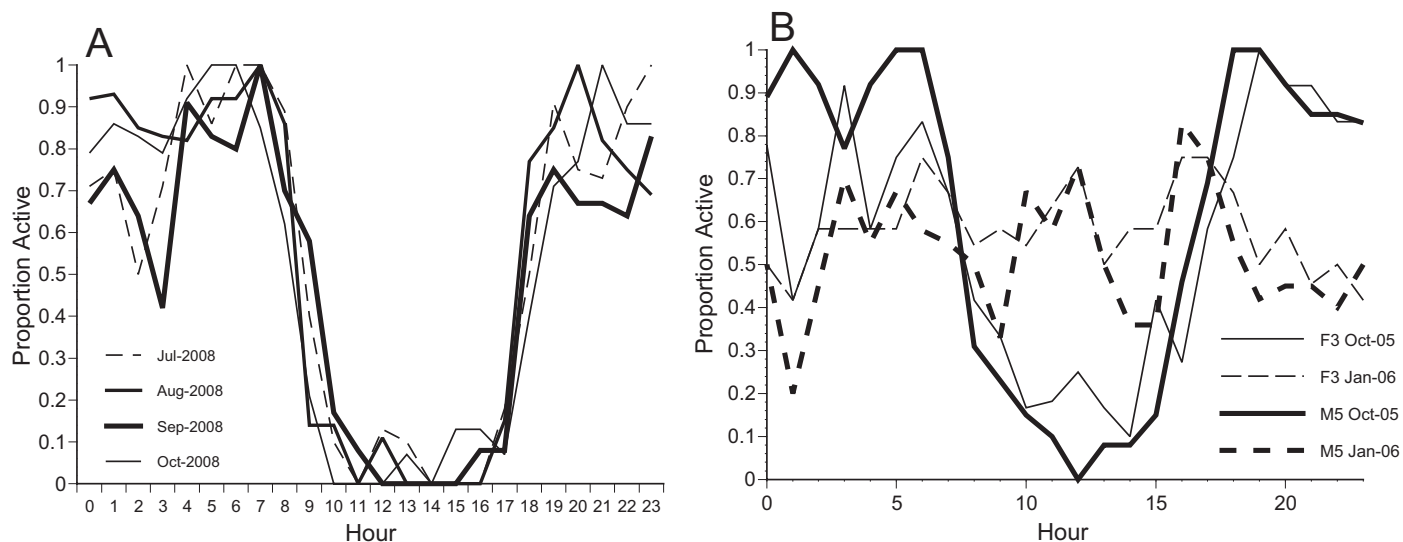 A
Proportion Active
1
0.9
0.8
0.7
0.6
0.5
0.4
0.3
0.2
0.1
0
Jul-2008
Aug-2008
Sep-2008
Oct-2008
0 1 2 3 4 5 6 7 8 9 10 11 12 13 14 15 16 17 18 19 20 21 22 23
Hour
B
Proportion Active
1
0.9
0.8
0.7
0.6
0.5
0.4
0.3
0.2
0.1
0
F3 Oct-05
F3 Jan-06
M5 Oct-05
M5 Jan-06
0 5 10 15 20
Hour